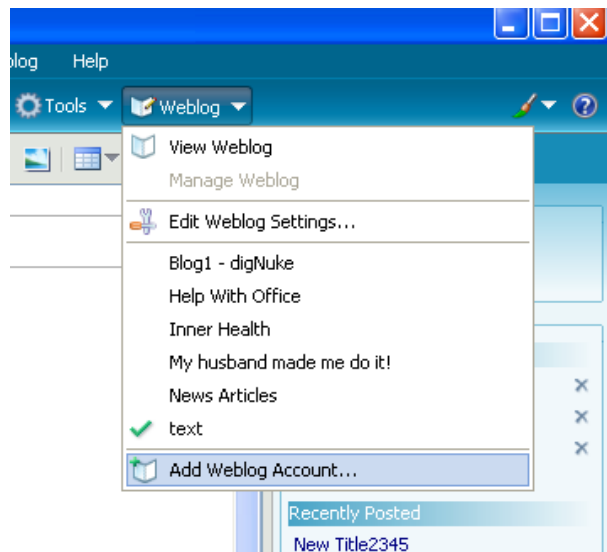 Help
Tools Weblog
View Weblog
Manage Weblog
Edit Weblog Settings...
Blog1 - digNuke
Help With Office
Inner Health
My husband made me do it!
News Articles
text
Add Weblog Account...
Recently Posted
New Title2345